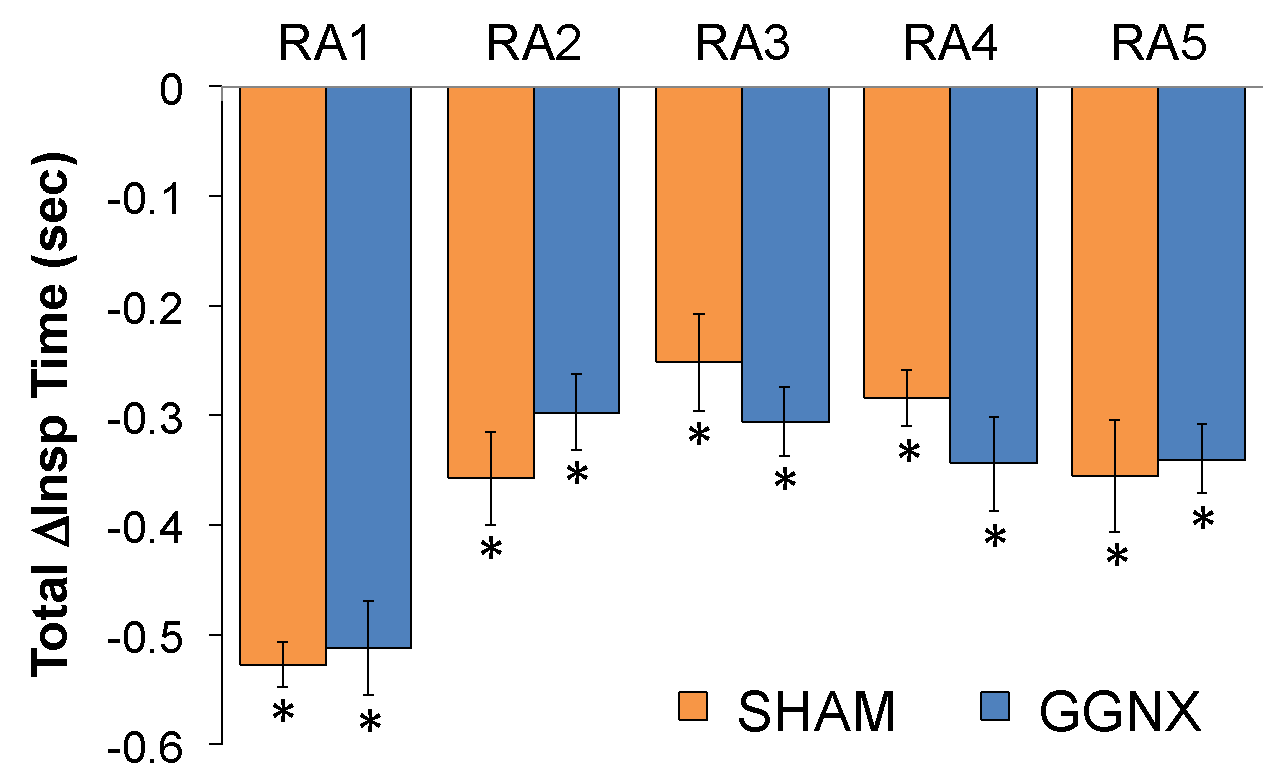 RA1 RA2 RA3 RA4 RA5
Total ΔInsp Time (sec)
0
-0.1
-0.2
-0.3
-0.4
-0.5
-0.6
* * * * * * * * * *
SHAM GGNX